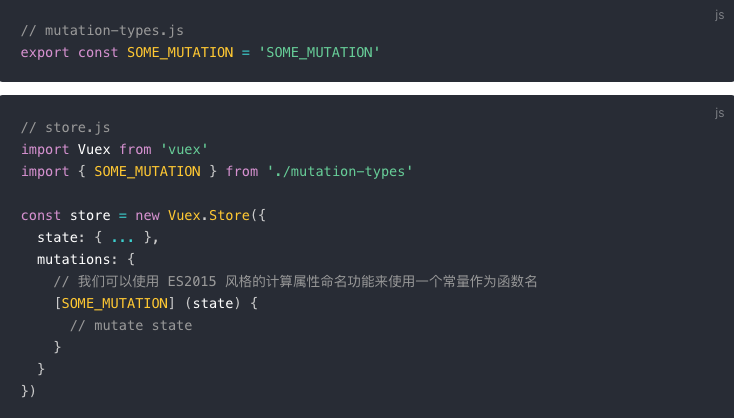 js
// mutation-types.js
export const SOME_MUTATION = 'SOME_MUTATION'
js
// store.js
import Vuex from 'vuex'
import { SOME_MUTATION } from './mutation-types'
const store = new Vuex.Store({
  state: { ... },
  mutations: {
    // 我们可以使用 ES2015 风格的计算属性命名功能来使用一个常量作为函数名
    [SOME_MUTATION] (state) {
      // mutate state
    }
  }
})